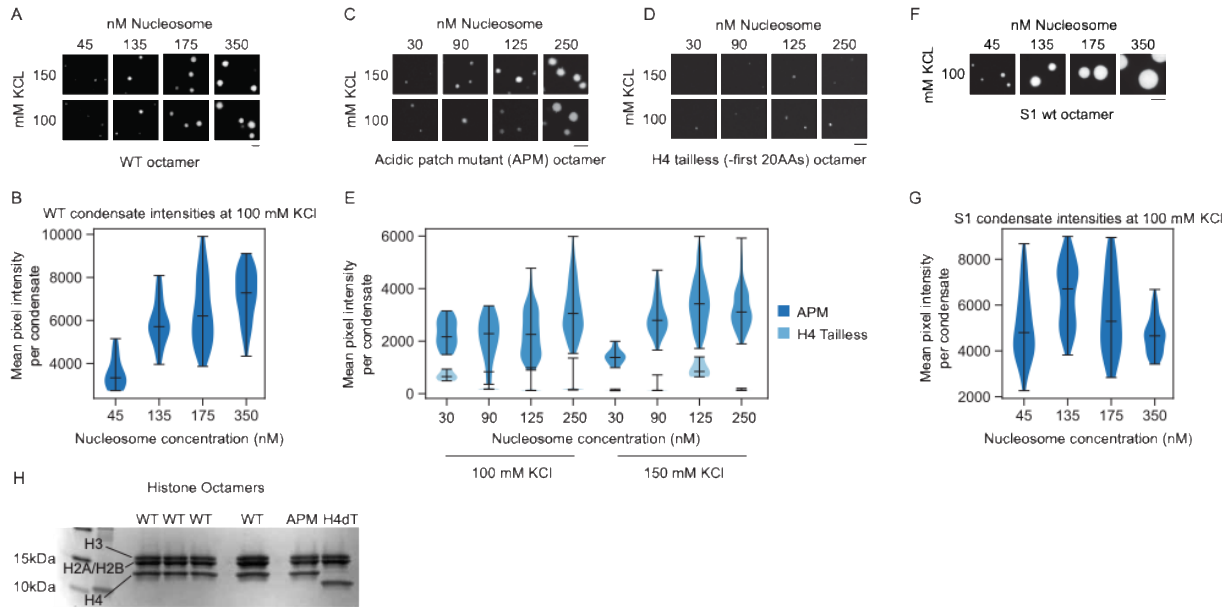 A
nM Nucleosome
45 135 175 350
mM KCL
150
100
WT octamer
C
nM Nucleosome
30 90 125 250
mM KCL
150
100
Acidic patch mutant (APM) octamer
D
nM Nucleosome
30 90 125 250
mM KCL
150
100
H4 tailless (-first 20AAs) octamer
F
nM Nucleosome
45 135 175 350
mM KCL
100
S1 wt octamer
B
WT condensate intensities at 100 mM KCl
Mean pixel intensity
per condensate
10000
8000
6000
4000
45 135 175 350
Nucleosome concentration (nM)
E
Mean pixel intensity
per condensate
6000
4000
2000
0
30 90 125 250 30 90 125 250
Nucleosome concentration (nM)
100 mM KCl 150 mM KCl
APM
H4 Tailless
G
S1 condensate intensities at 100 mM KCl
Mean pixel intensity
per condensate
8000
6000
4000
2000
45 135 175 350
Nucleosome concentration (nM)
H
Histone Octamers
WT WT WT WT APM H4dT
H3
15kDa
H2A/H2B
10kDa
H4